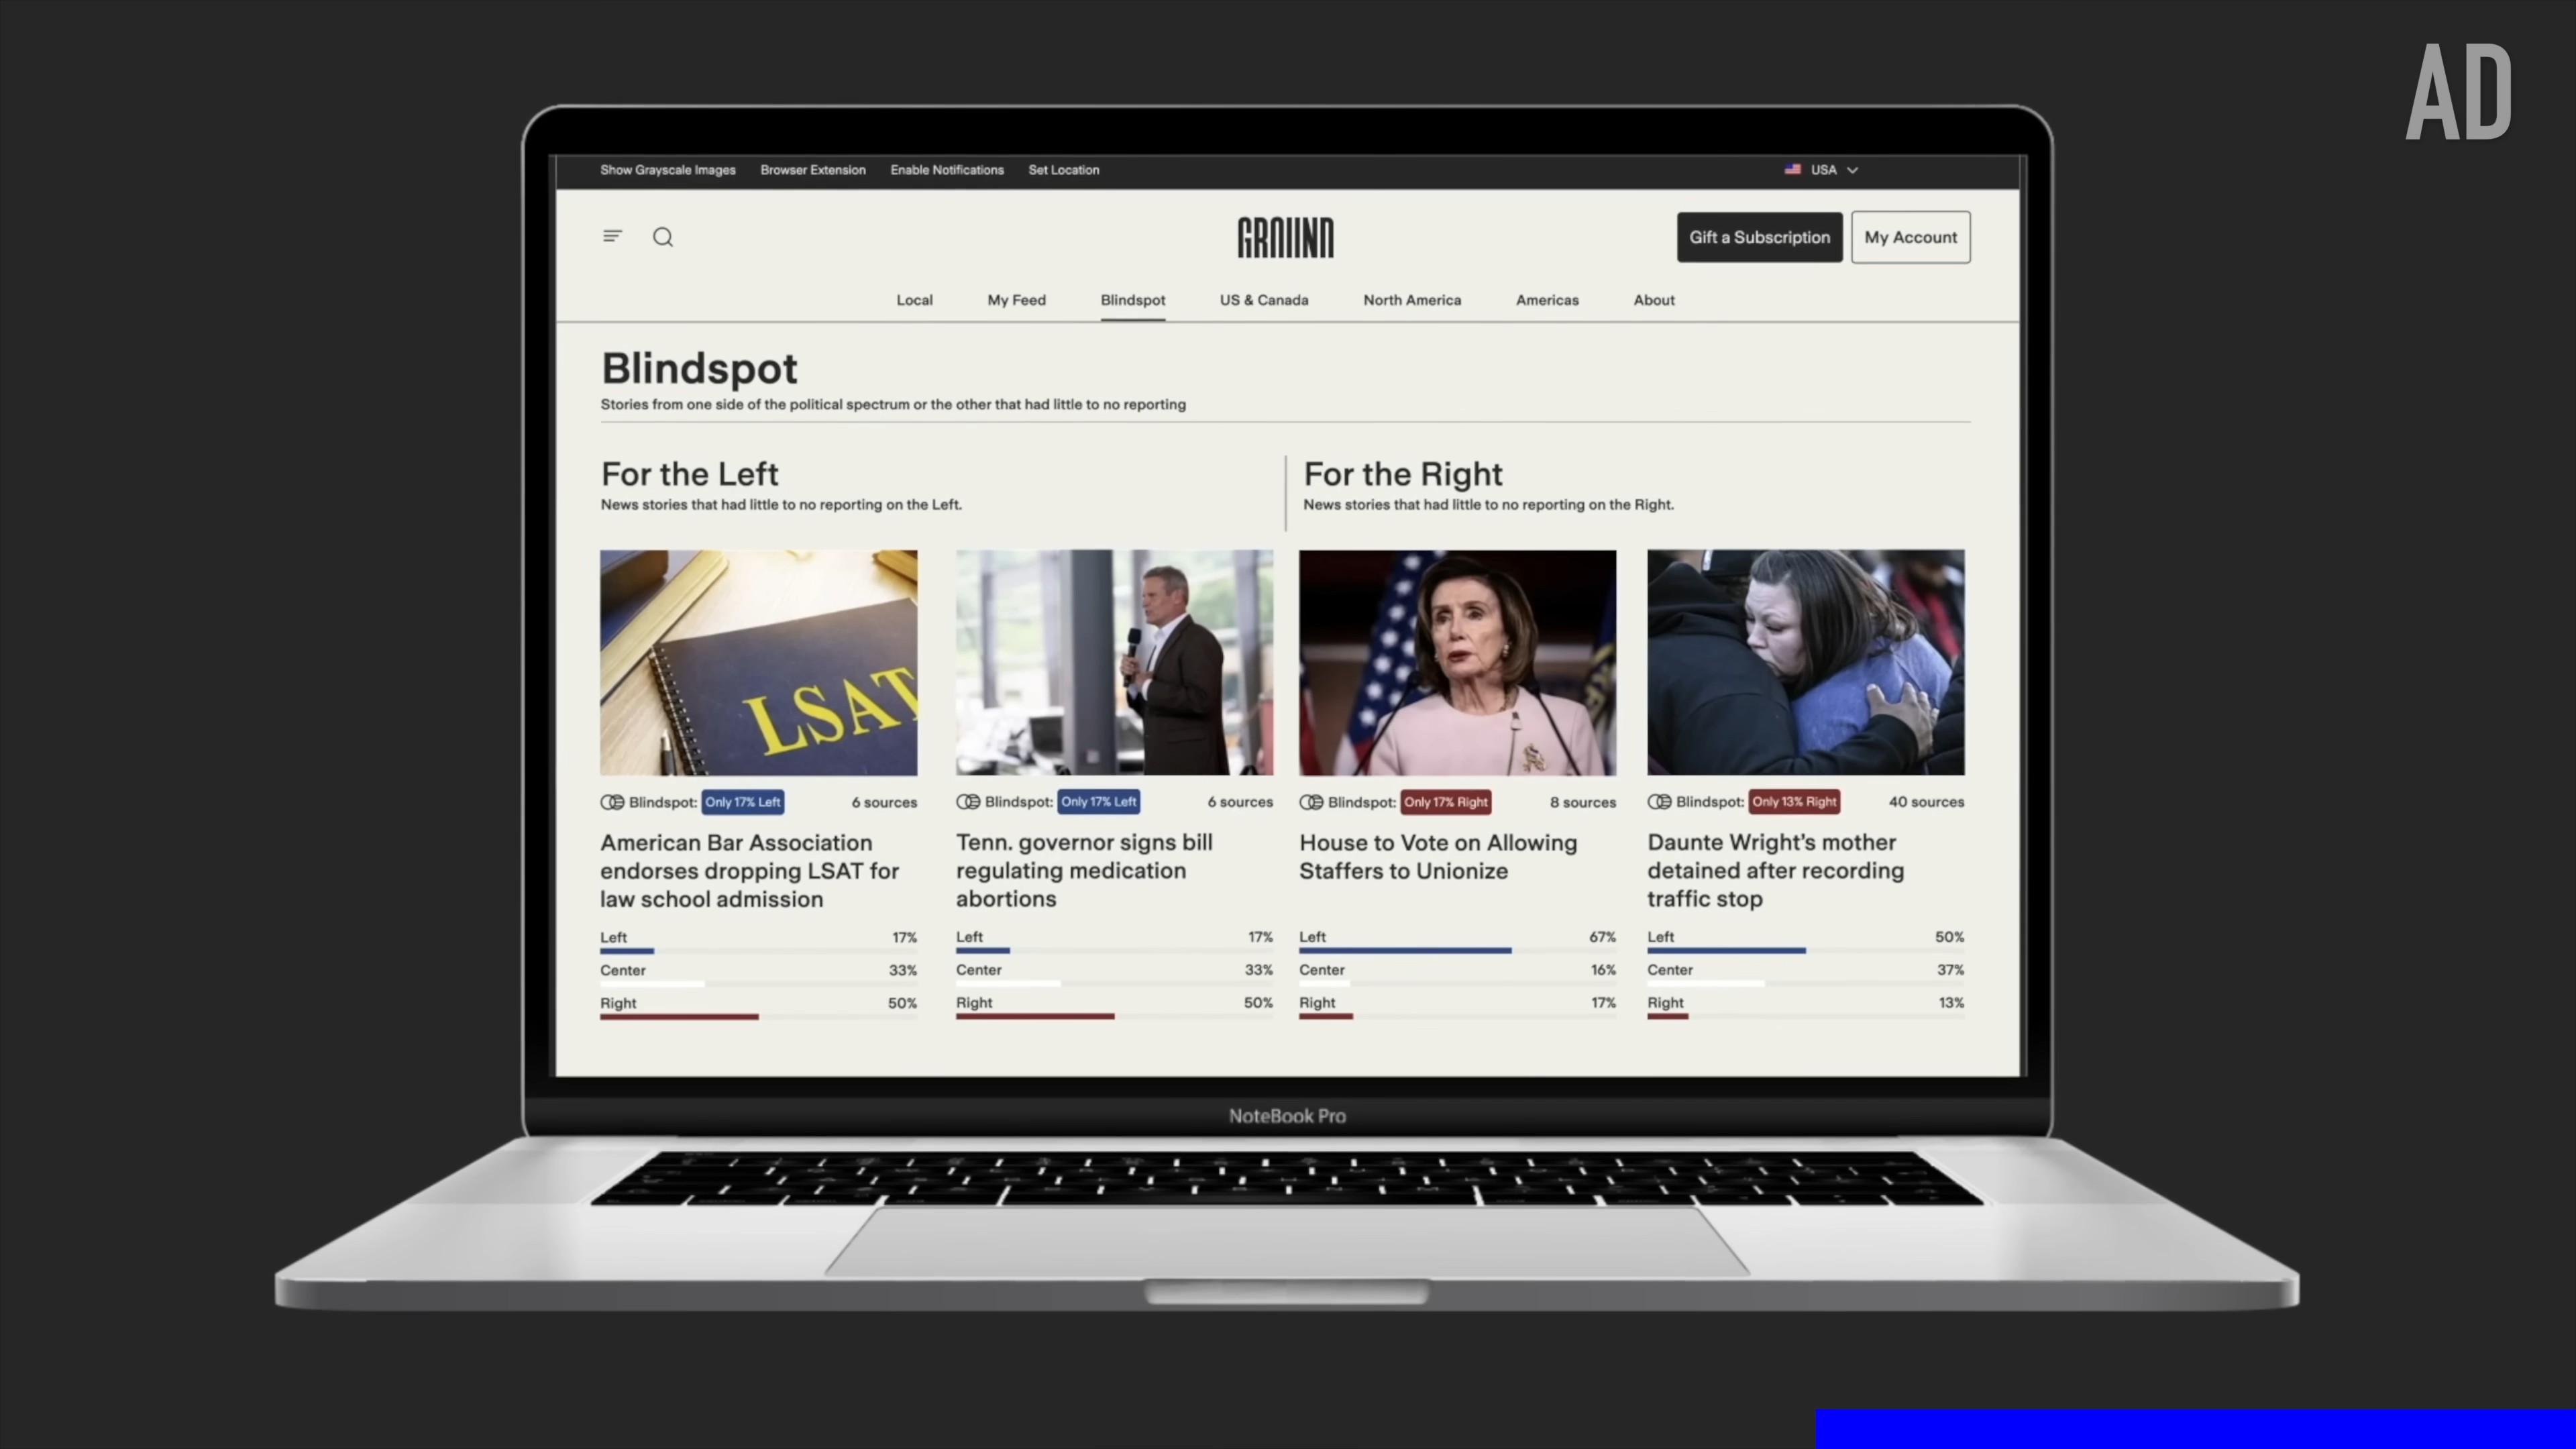 AD
Show Grayscale Images Browser Extension Enable Notifications Set Location USA
GROUND
Gift a Subscription My Account
Local My Feed Blindspot US & Canada North America Americas About
Blindspot
Stories from one side of the political spectrum or the other that had little to no reporting
For the Left
News stories that had little to no reporting on the Left.
For the Right
News stories that had little to no reporting on the Right.
LSAT
Blindspot: Only 17% Left 6 sources
American Bar Association
endorses dropping LSAT for
law school admission
Left 17%
Center 33%
Right 50%
Blindspot: Only 17% Left 6 sources
Tenn. governor signs bill
regulating medication
abortions
Left 17%
Center 33%
Right 50%
Blindspot: Only 17% Right 8 sources
House to Vote on Allowing
Staffers to Unionize
Left 67%
Center 16%
Right 17%
Blindspot: Only 13% Right 40 sources
Daunte Wright's mother
detained after recording
traffic stop
Left 50%
Center 37%
Right 13%
NoteBook Pro